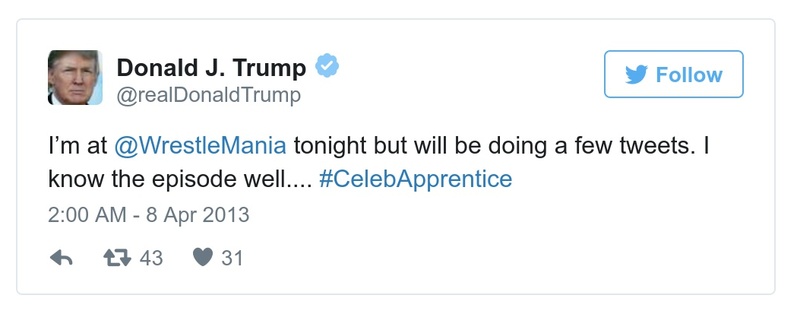 Donald J. Trump
@realDonaldTrump
Follow
I’m at @WrestleMania tonight but will be doing a few tweets. I
know the episode well.... #CelebApprentice
2:00 AM - 8 Apr 2013
43 31